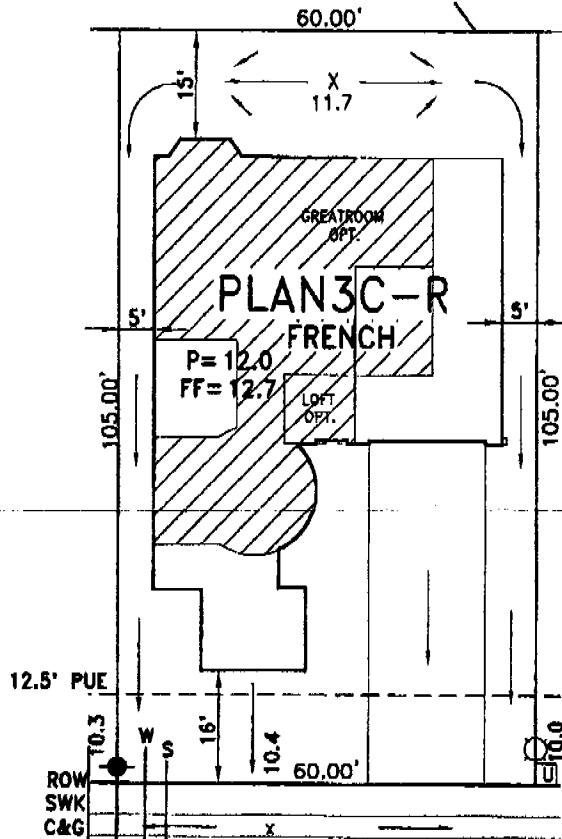 60.00'
15'
X
11.7
GREATROOM
OPT.
PLAN3C-R
FRENCH
5'
5'
P= 12.0
FF= 12.7
LOFT
OPT.
105.00'
105.00'
12.5' PUE
10.3
W
S
16'
10.4
60.00'
10.0
U
ROW
SWK
C&G
x